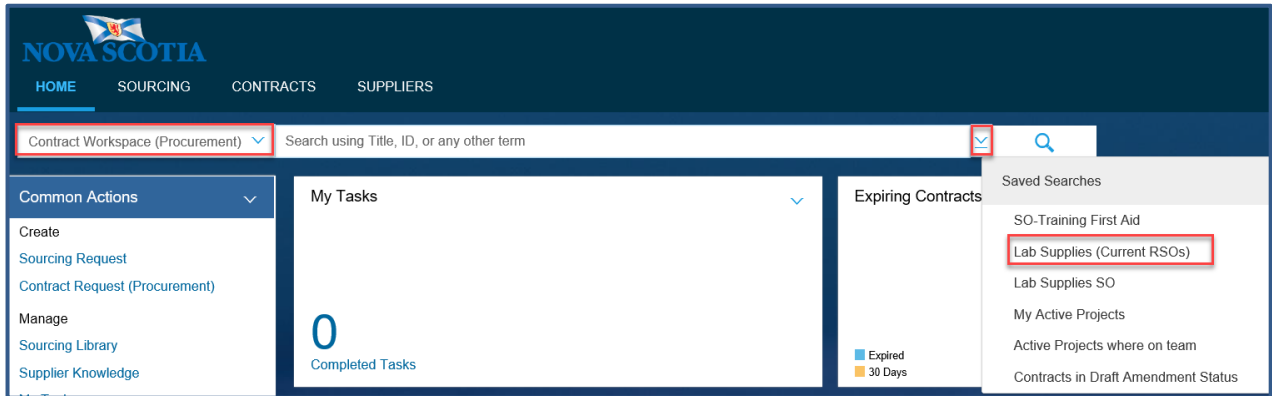 NOVA SCOTIA
HOME SOURCING CONTRACTS SUPPLIERS
Contract Workspace (Procurement) Search using Title, ID, or any other term
Common Actions
Create
Sourcing Request
Contract Request (Procurement)
Manage
Sourcing Library
Supplier Knowledge
My Tasks
0
Completed Tasks
Expiring Contracts
Expired
30 Days
Saved Searches
SO-Training First Aid
Lab Supplies (Current RSOs)
Lab Supplies SO
My Active Projects
Active Projects where on team
Contracts in Draft Amendment Status